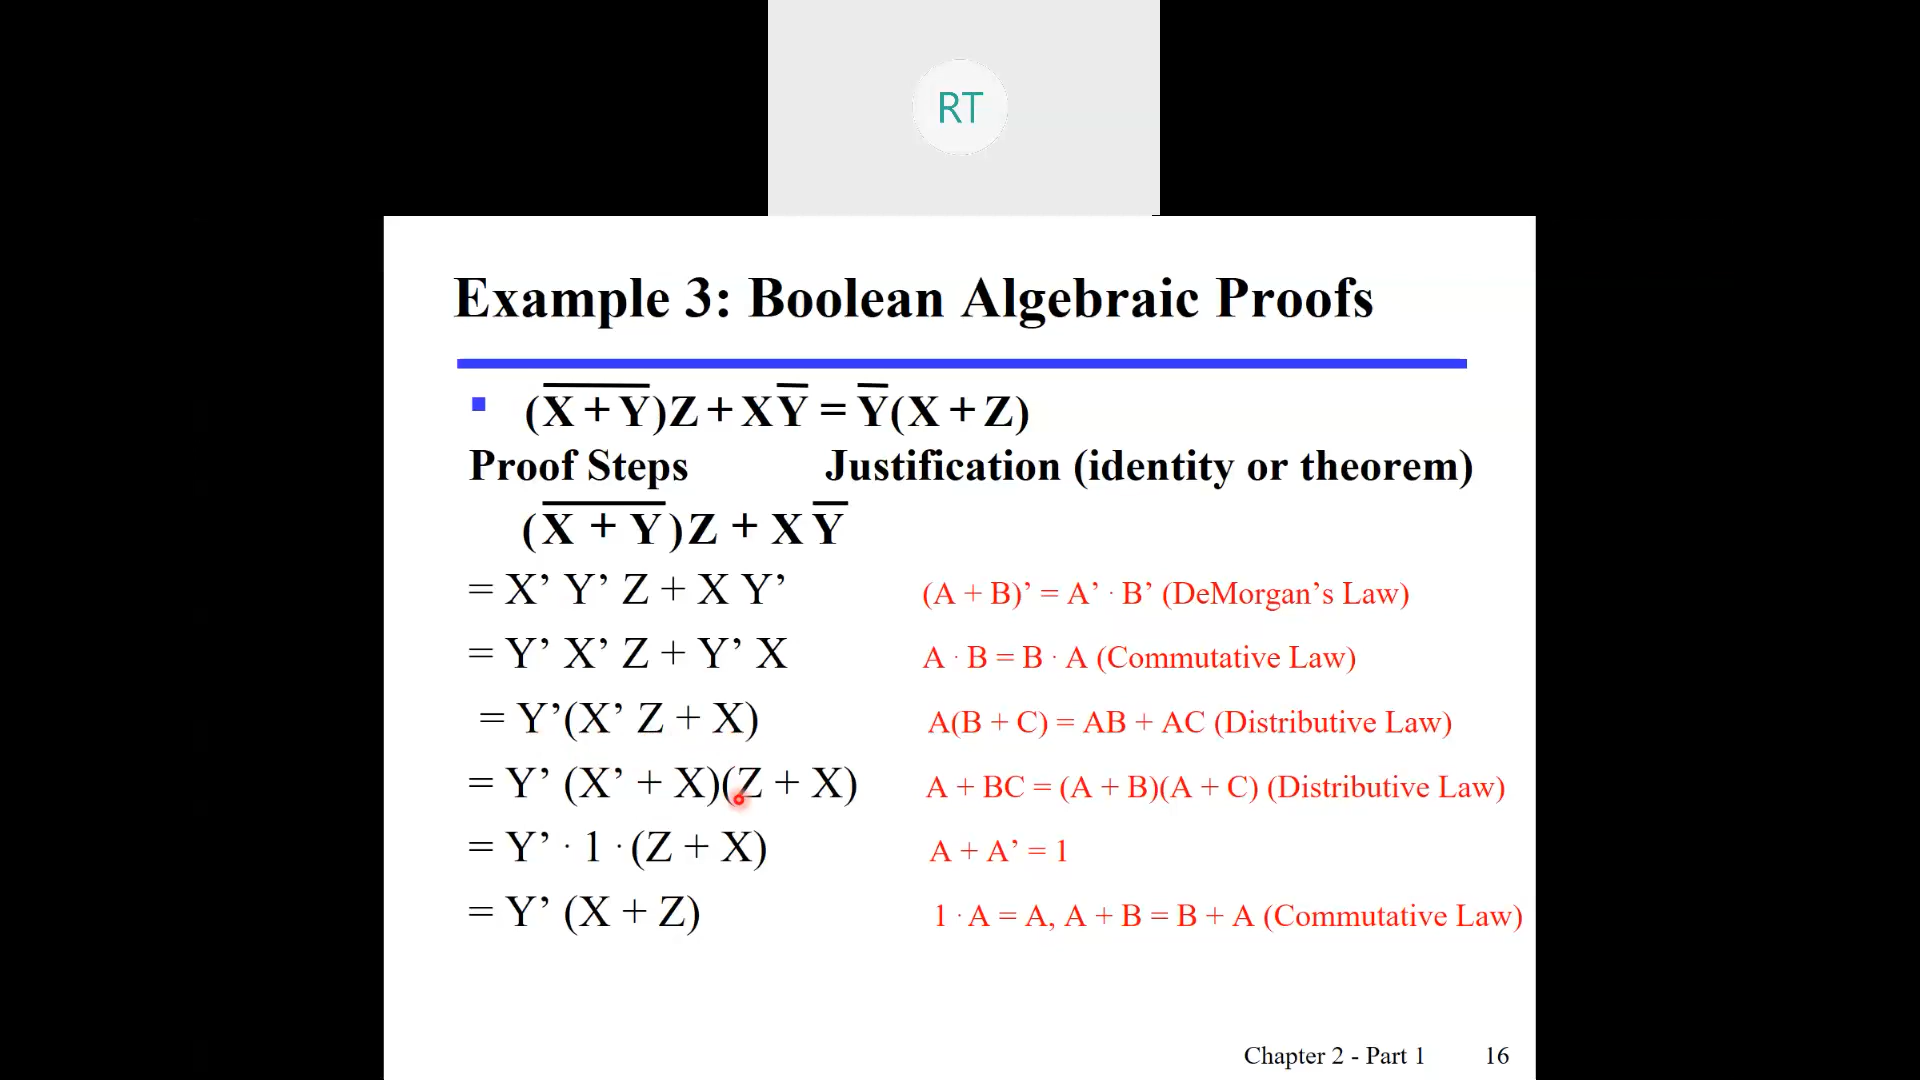 RT
Example 3: Boolean Algebraic Proofs
▪ (X̅ ̅+̅ ̅Y̅)Z + XY̅ = Y̅(X + Z)
Proof Steps Justification (identity or theorem)
(X̅ ̅+̅ ̅Y̅)Z + XY̅
= X’ Y’ Z + X Y’ (A + B)’ = A’ · B’ (DeMorgan’s Law)
= Y’ X’ Z + Y’ X A · B = B · A (Commutative Law)
= Y’(X’ Z + X) A(B + C) = AB + AC (Distributive Law)
= Y’ (X’ + X)(Z + X) A + BC = (A + B)(A + C) (Distributive Law)
= Y’ · 1 · (Z + X) A + A’ = 1
= Y’ (X + Z) 1 · A = A, A + B = B + A (Commutative Law)
Chapter 2 - Part 1 16